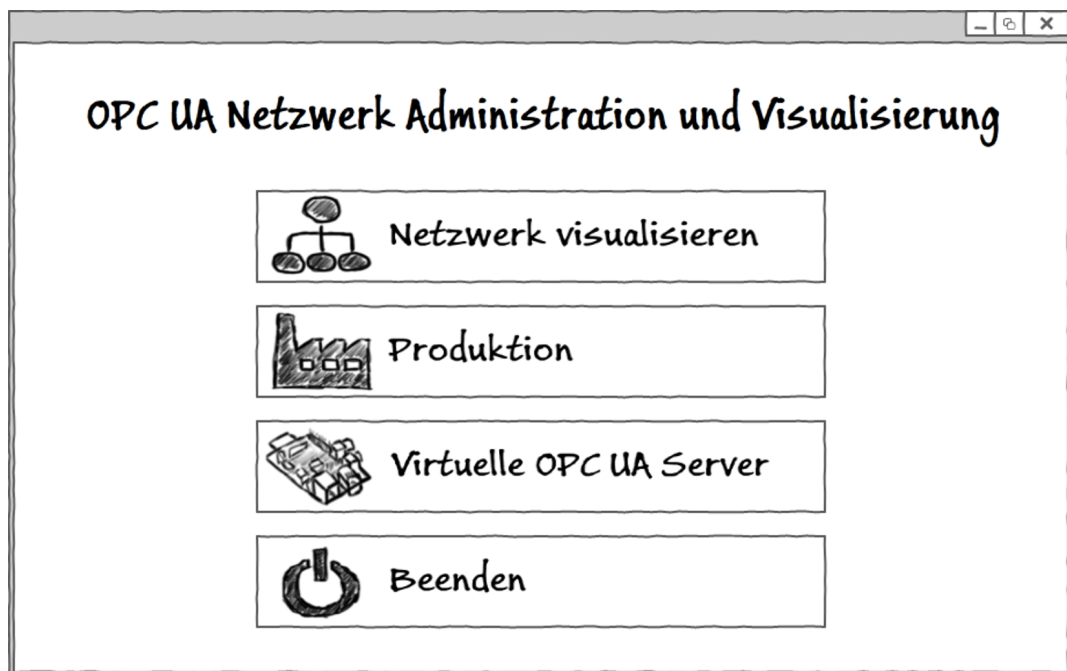 OPC UA Netzwerk Administration und Visualisierung
Netzwerk visualisieren
Produktion
Virtuelle OPC UA Server
Beenden